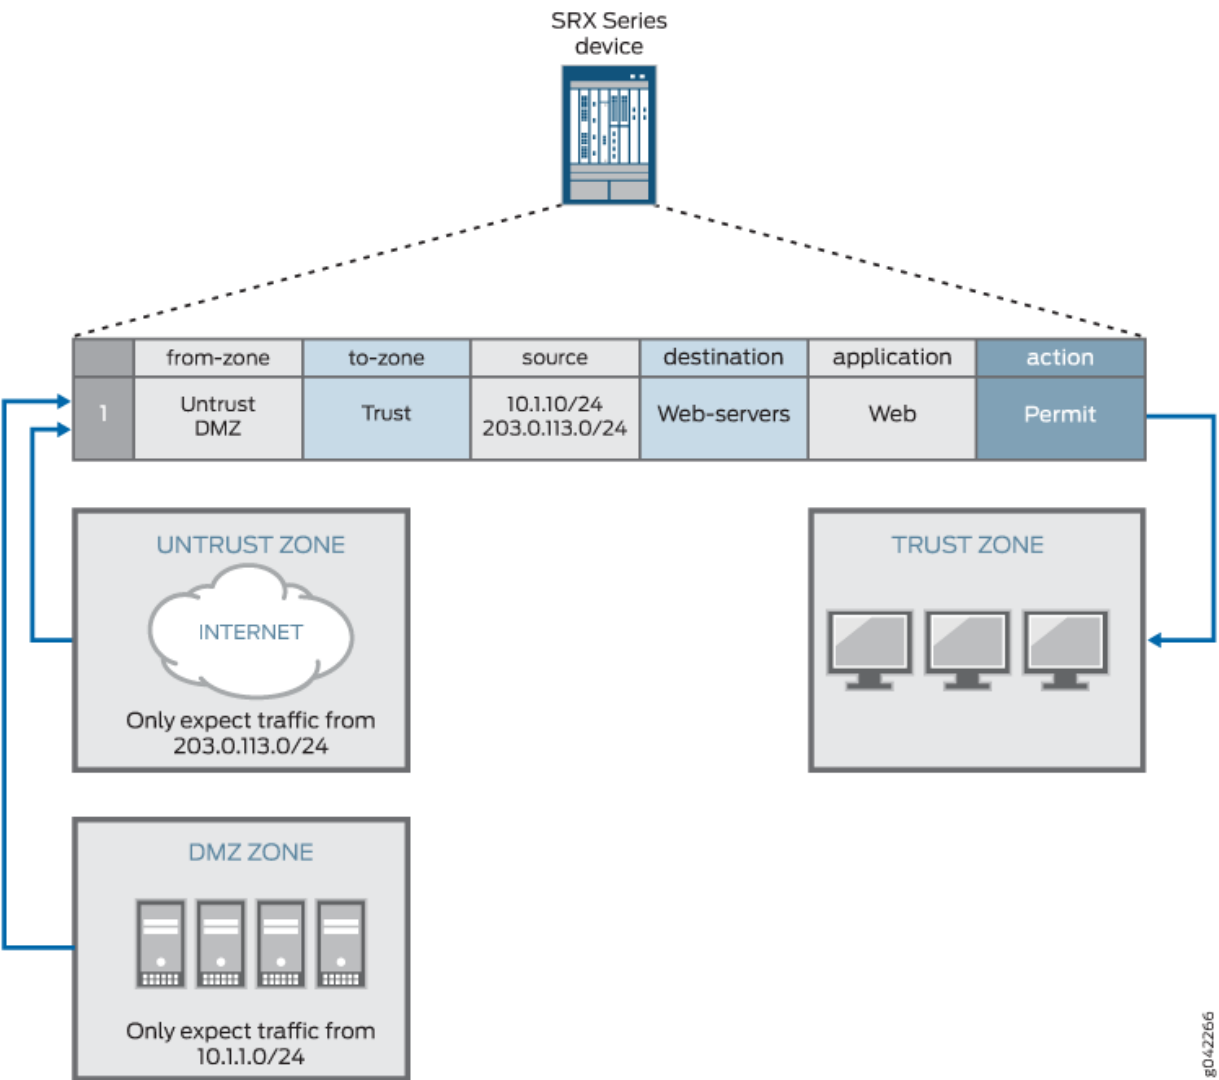 SRX Series
device
from-zone to-zone source destination application action
1 Untrust DMZ Trust 10.1.10/24 203.0.113.0/24 Web-servers Web Permit
UNTRUST ZONE
INTERNET
Only expect traffic from
203.0.113.0/24
TRUST ZONE
DMZ ZONE
Only expect traffic from
10.1.1.0/24
g042266